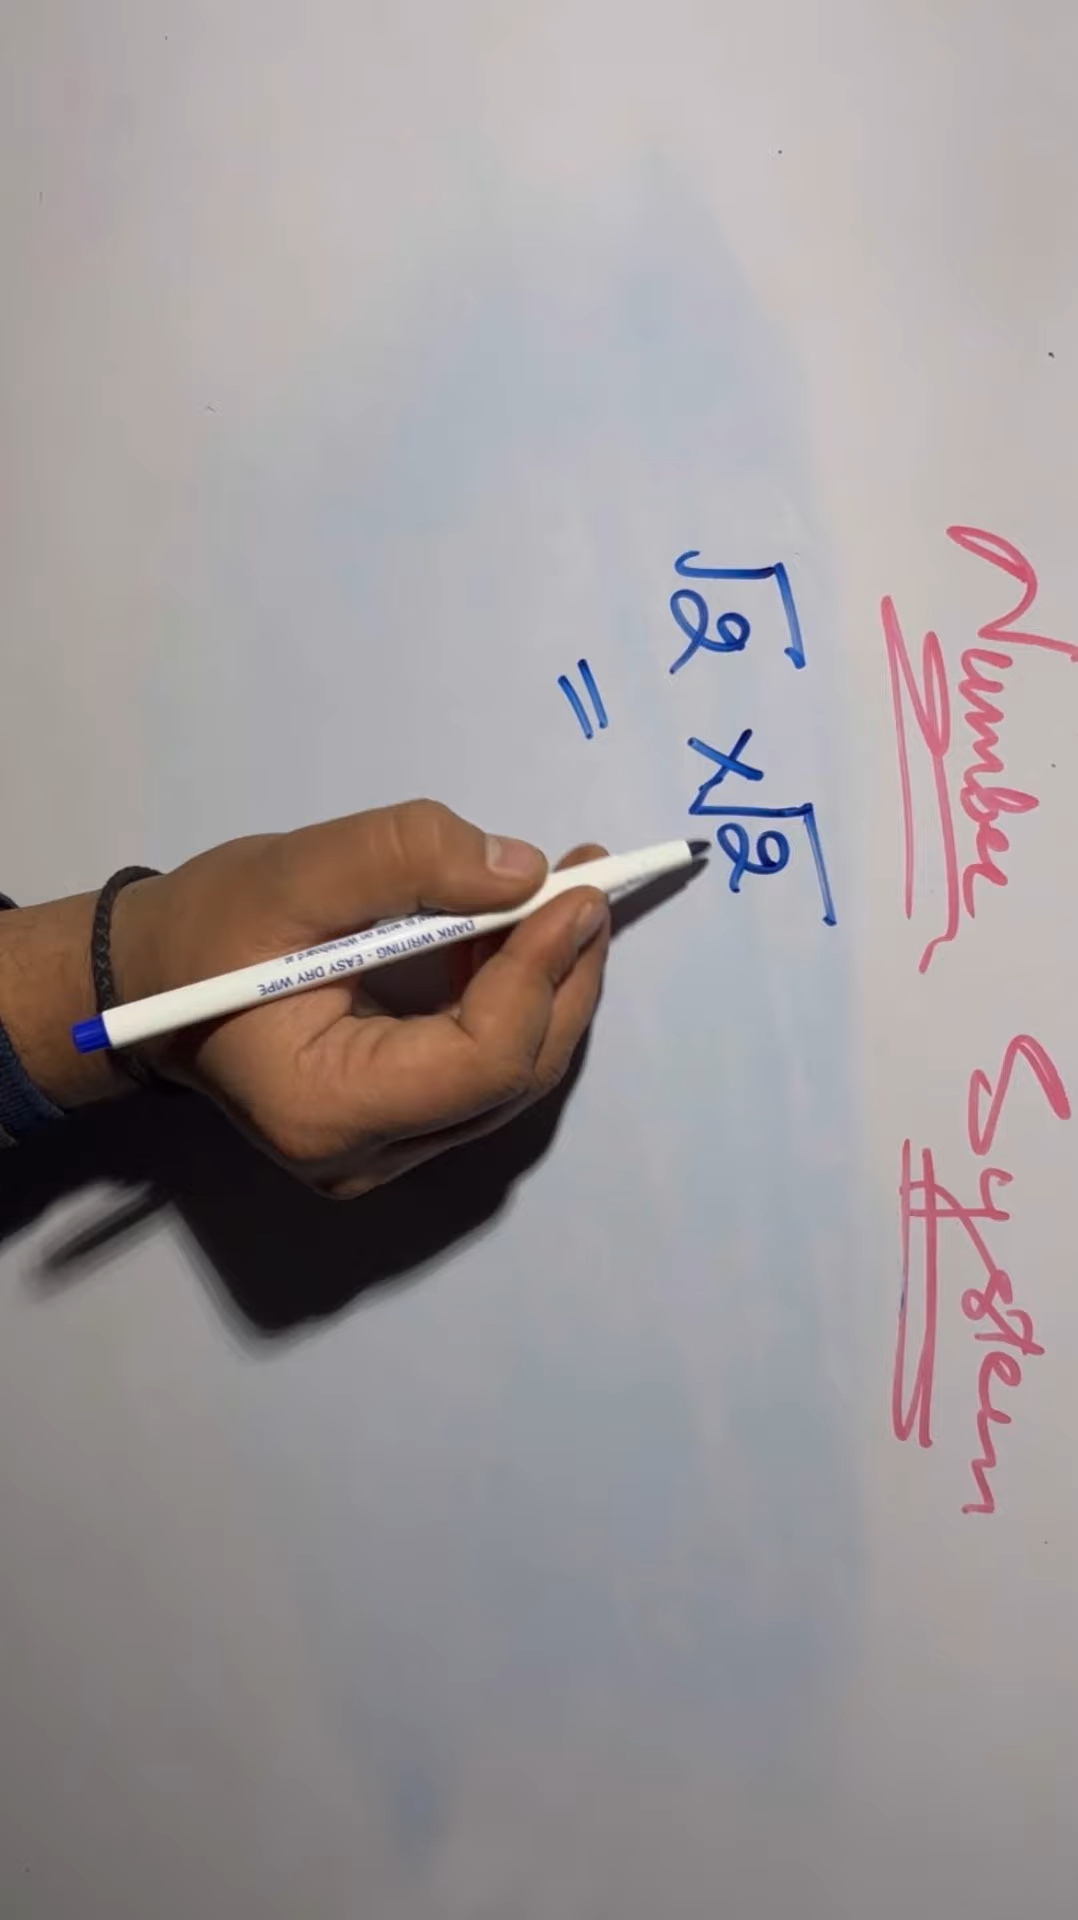 Number System
√2 × √2
=
DARK WRITING - EASY DRY WIPE